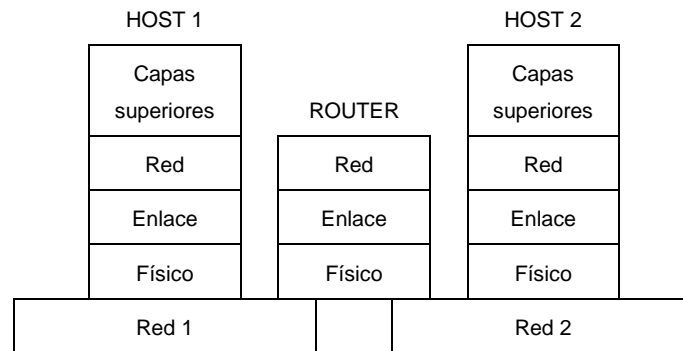 HOST 1
HOST 2
Capas
superiores
Capas
superiores
ROUTER
Red
Red
Red
Enlace
Enlace
Enlace
Físico
Físico
Físico
Red 1
Red 2